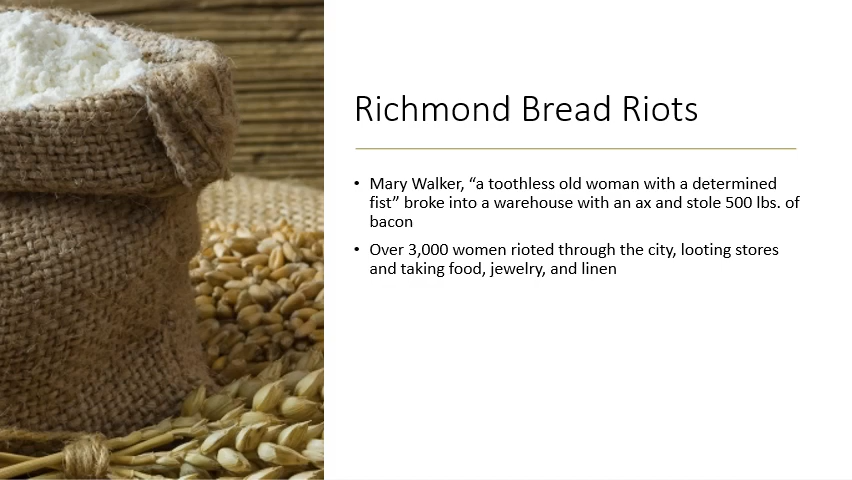 Richmond Bread Riots
• Mary Walker, “a toothless old woman with a determined
fist” broke into a warehouse with an ax and stole 500 lbs. of
bacon
• Over 3,000 women rioted through the city, looting stores
and taking food, jewelry, and linen